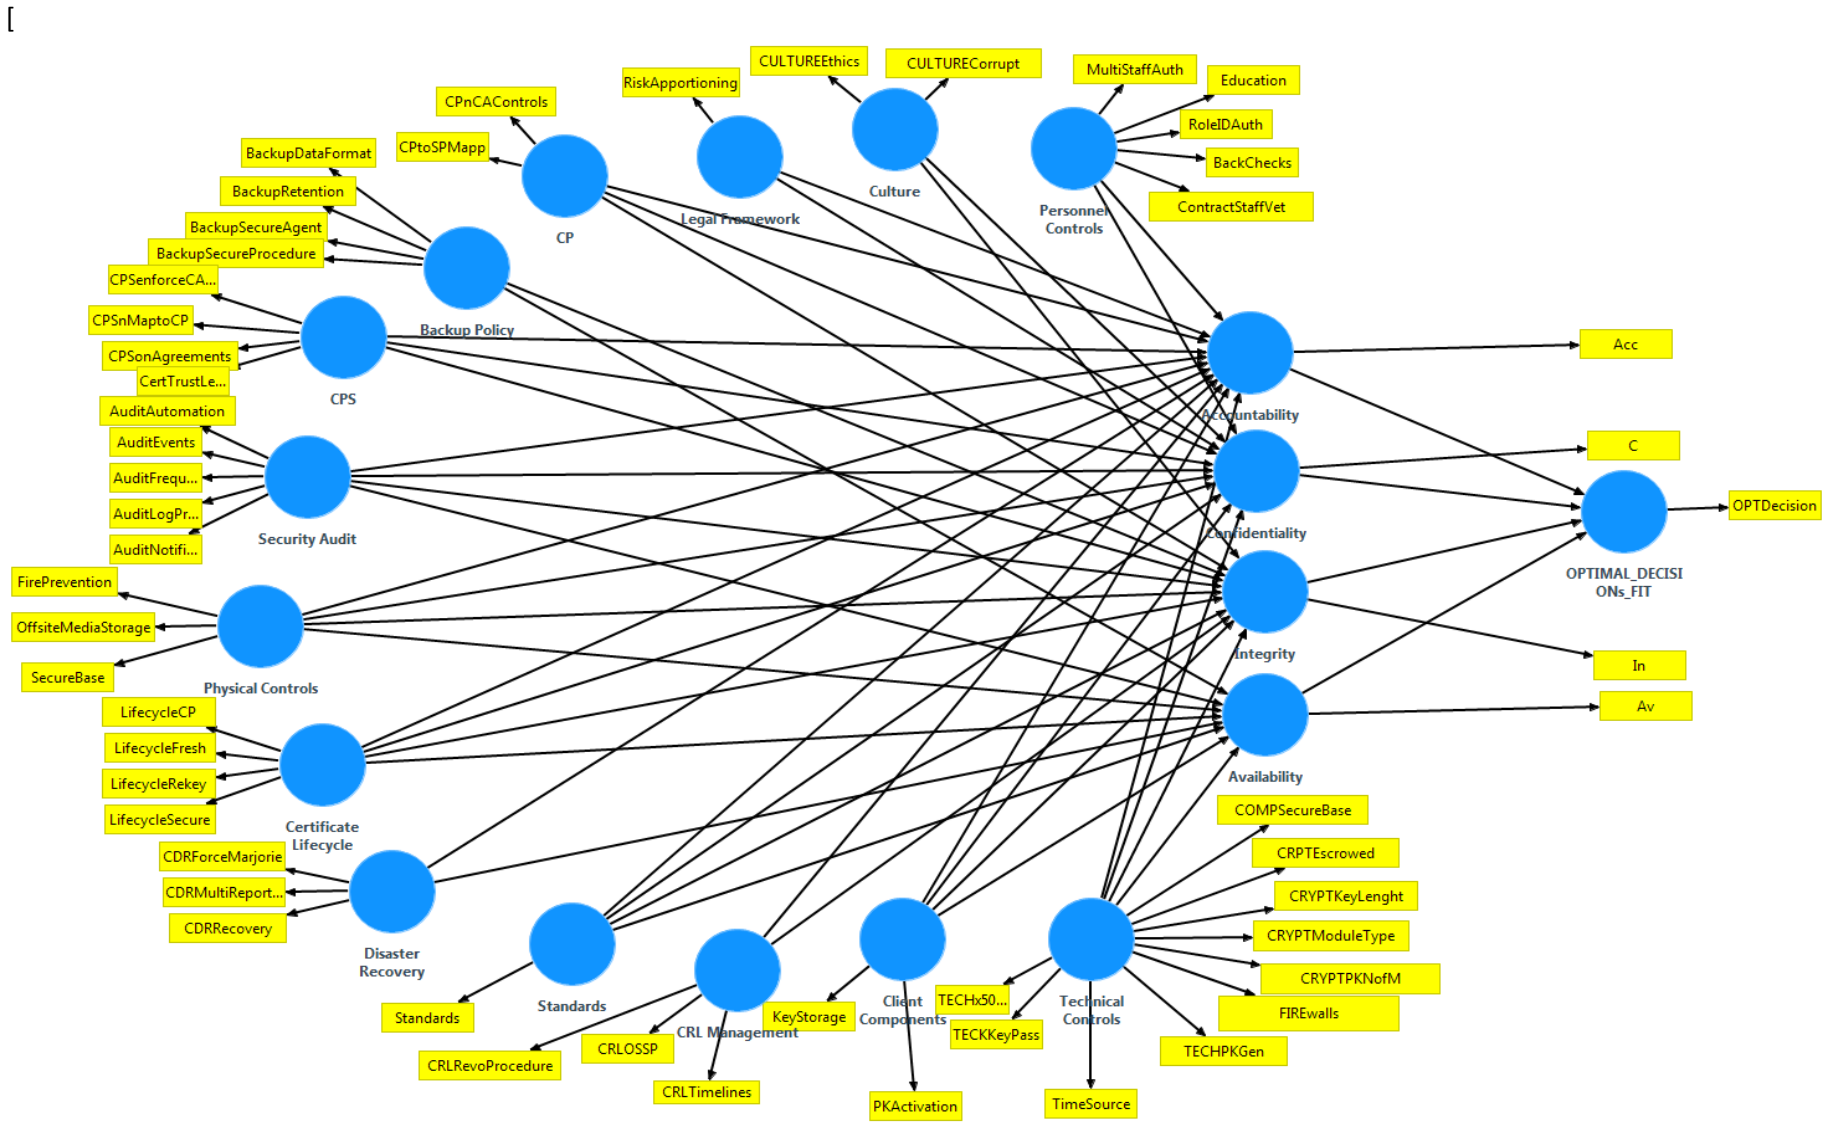 [
CULTUREEthics
CULTURECorrupt
MultiStaffAuth
Education
RiskApportioning
CPnCAControls
RoleIDAuth
CPtoSPMapp
BackChecks
BackupDataFormat
BackupRetention
Culture
ContractStaffVet
Legal Framework
Personnel
Controls
BackupSecureAgent
CP
BackupSecureProcedure
CPSenforceCA...
CPSnMaptoCP
Backup Policy
CPSonAgreements
CertTrustLe...
CPS
Acc
AuditAutomation
Accountability
AuditEvents
C
AuditFrequ...
AuditLogPr...
OPTDecision
Security Audit
Confidentiality
AuditNotifi...
OPTIMAL_DECISI
ONs_FIT
FirePrevention
OffsiteMediaStorage
Integrity
In
SecureBase
Physical Controls
Av
LifecycleCP
LifecycleFresh
Availability
LifecycleRekey
LifecycleSecure
COMPSecureBase
Certificate
Lifecycle
CDRForceMarjorie
CRPTEscrowed
CDRMultiReport...
CRYPTKeyLenght
CDRRecovery
CRYPTModuleType
Disaster
Recovery
CRYPTPKNofM
Standards
Standards
KeyStorage
Client
Components
TECHx50...
Technical
Controls
FIREwalls
CRL Management
TECKKeyPass
CRLOSSP
TECHPKGen
CRLRevoProcedure
CRLTimelines
PKActivation
TimeSource